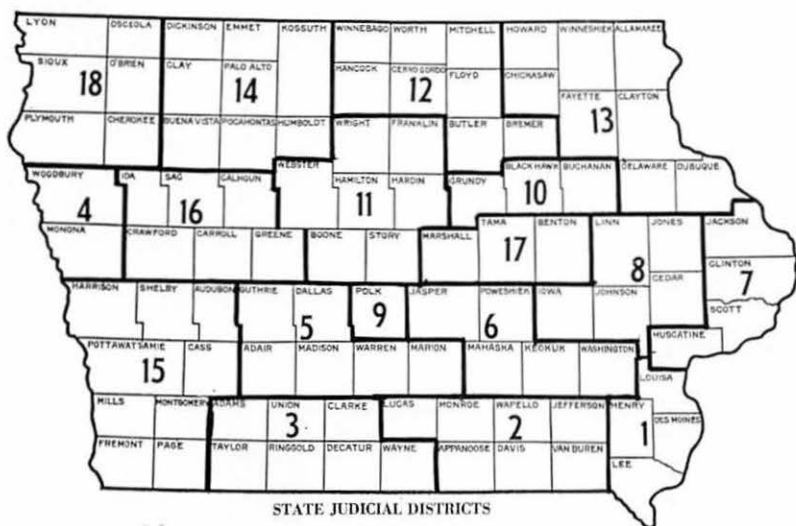 LYON OSCEOLA DICKINSON EMMET KOSSUTH WINNEBAGO WORTH MITCHELL HOWARD WINNESHIEK ALLAMAKEE
SIOUX O'BRIEN CLAY PALO ALTO HANCOCK CERRO GORDO FLOYD CHICKASAW
18 14 12
FAYETTE CLAYTON
13
PLYMOUTH CHEROKEE BUENA VISTA POCAHONTAS HUMBOLDT WRIGHT FRANKLIN BUTLER BREMER
WOODBURY IDA SAC CALHOUN WEBSTER HAMILTON HARDIN GRUNDY BLACK HAWK BUCHANAN DELAWARE DUBUQUE
4 16 11 10
MONONA CRAWFORD CARROLL GREENE BOONE STORY MARSHALL TAMA BENTON LINN JONES JACKSON
17 8
CEDAR CLINTON
7
HARRISON SHELBY AUDUBON GUTHRIE DALLAS POLK JASPER POWESHIEK IOWA JOHNSON SCOTT
5 9 6
MUSCATINE
POTTAWATTAMIE CASS ADAIR MADISON WARREN MARION MAHASKA KEOKUK WASHINGTON
15
LOUISA
MILLS MONTGOMERY ADAMS UNION CLARKE LUCAS MONROE WAPELLO JEFFERSON HENRY DES MOINES
3 2 1
FREMONT PAGE TAYLOR RINGGOLD DECATUR WAYNE APPANOOSE DAVIS VAN BUREN LEE
STATE JUDICIAL DISTRICTS